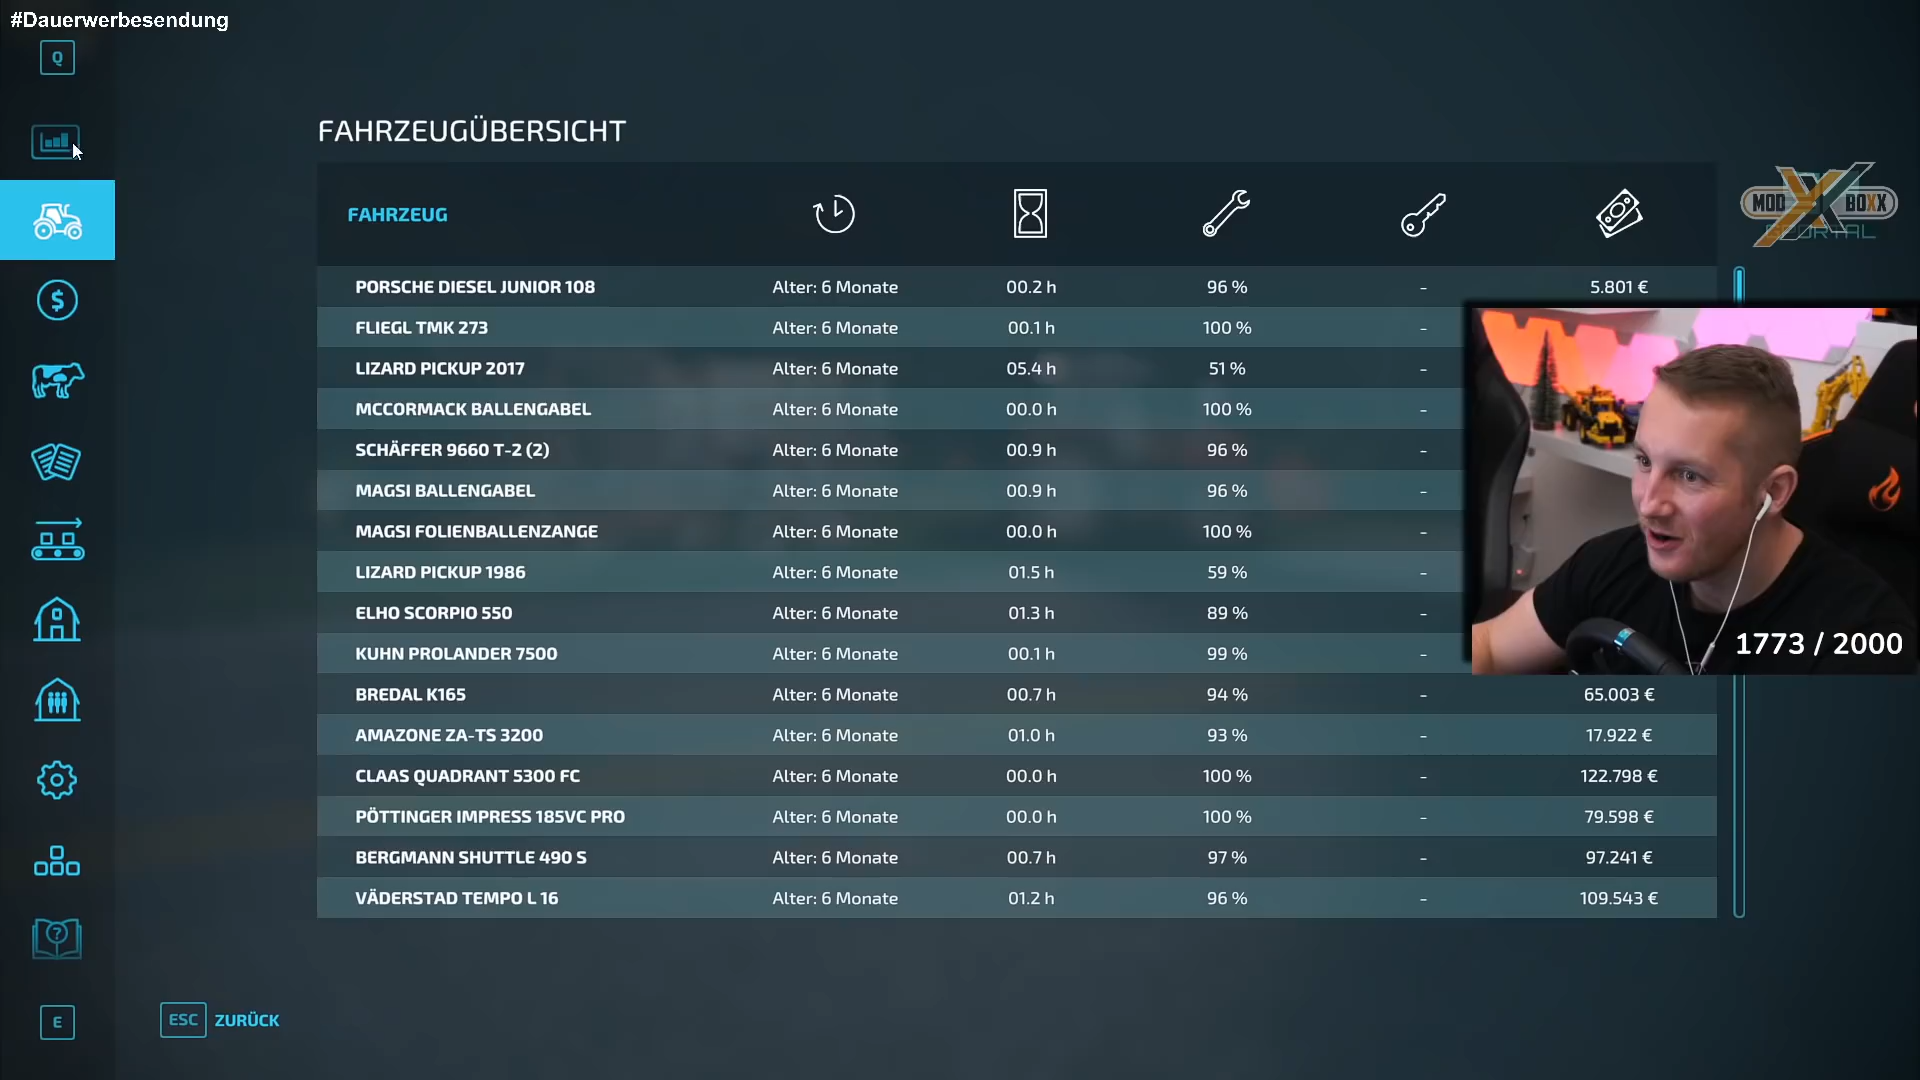 #Dauerwerbesendung
Q
FAHRZEUGÜBERSICHT
MOD BOXX
GPORTAL
FAHRZEUG
PORSCHE DIESEL JUNIOR 108 Alter: 6 Monate 00.2 h 96 % - 5.801 €
FLIEGL TMK 273 Alter: 6 Monate 00.1 h 100 % -
LIZARD PICKUP 2017 Alter: 6 Monate 05.4 h 51 % -
MCCORMACK BALLENGABEL Alter: 6 Monate 00.0 h 100 % -
SCHÄFFER 9660 T-2 (2) Alter: 6 Monate 00.9 h 96 % -
MAGSI BALLENGABEL Alter: 6 Monate 00.9 h 96 % -
MAGSI FOLIENBALLENZANGE Alter: 6 Monate 00.0 h 100 % -
LIZARD PICKUP 1986 Alter: 6 Monate 01.5 h 59 % -
ELHO SCORPIO 550 Alter: 6 Monate 01.3 h 89 % -
1773 / 2000
KUHN PROLANDER 7500 Alter: 6 Monate 00.1 h 99 % -
BREDAL K165 Alter: 6 Monate 00.7 h 94 % - 65.003 €
AMAZONE ZA-TS 3200 Alter: 6 Monate 01.0 h 93 % - 17.922 €
CLAAS QUADRANT 5300 FC Alter: 6 Monate 00.0 h 100 % - 122.798 €
PÖTTINGER IMPRESS 185VC PRO Alter: 6 Monate 00.0 h 100 % - 79.598 €
BERGMANN SHUTTLE 490 S Alter: 6 Monate 00.7 h 97 % - 97.241 €
VÄDERSTAD TEMPO L 16 Alter: 6 Monate 01.2 h 96 % - 109.543 €
E
ESC ZURÜCK